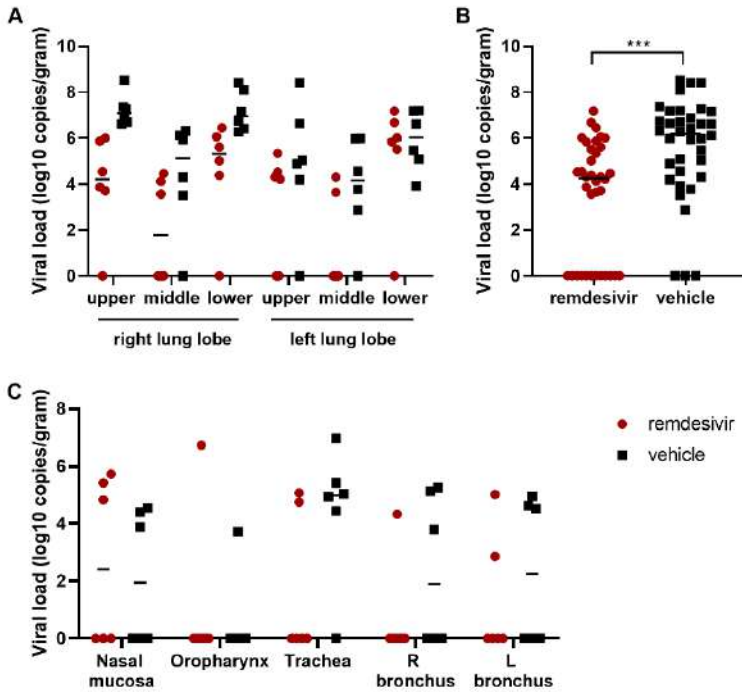 A
Viral load (log10 copies/gram)
10
8
6
4
2
0
upper middle lower upper middle lower
right lung lobe left lung lobe
B
Viral load (log10 copies/gram)
10
8
6
4
2
0
***
remdesivir vehicle
C
Viral load (log10 copies/gram)
8
6
4
2
0
Nasal Oropharynx Trachea R L
mucosa bronchus bronchus
remdesivir
vehicle